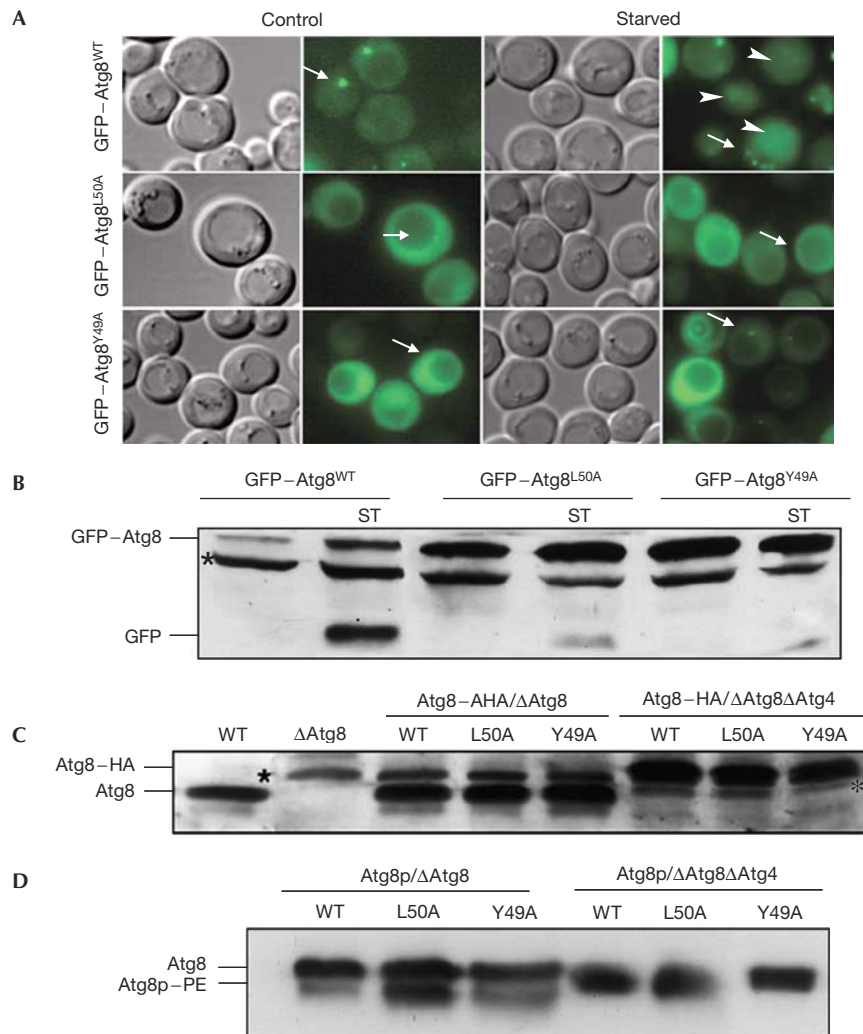 A
Control Starved
GFP–Atg8WT
GFP–Atg8L50A
GFP–Atg8Y49A
B
GFP–Atg8WT GFP–Atg8L50A GFP–Atg8Y49A
ST ST ST
GFP–Atg8
*
GFP
C
Atg8–AHA/ΔAtg8 Atg8–HA/ΔAtg8ΔAtg4
WT ΔAtg8 WT L50A Y49A WT L50A Y49A
Atg8–HA
*
Atg8
*
D
Atg8p/ΔAtg8 Atg8p/ΔAtg8ΔAtg4
WT L50A Y49A WT L50A Y49A
Atg8
Atg8p–PE